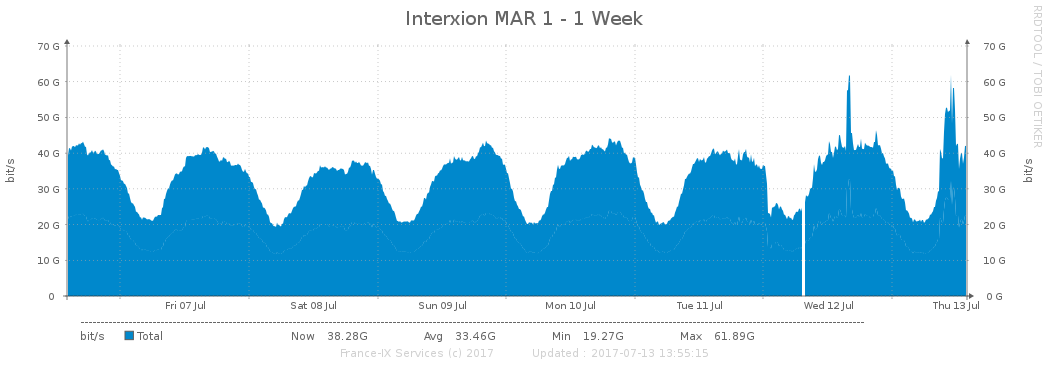 Interxion MAR 1 - 1 Week
RRDTOOL / TOBI OETIKER
bit/s
70 G
60 G
50 G
40 G
30 G
20 G
10 G
0
70 G
60 G
50 G
40 G
30 G
20 G
10 G
0 G
bit/s
Fri 07 Jul Sat 08 Jul Sun 09 Jul Mon 10 Jul Tue 11 Jul Wed 12 Jul Thu 13 Jul
bit/s Total Now 38.28G Avg 33.46G Min 19.27G Max 61.89G
France-IX Services (c) 2017 Updated : 2017-07-13 13:55:15